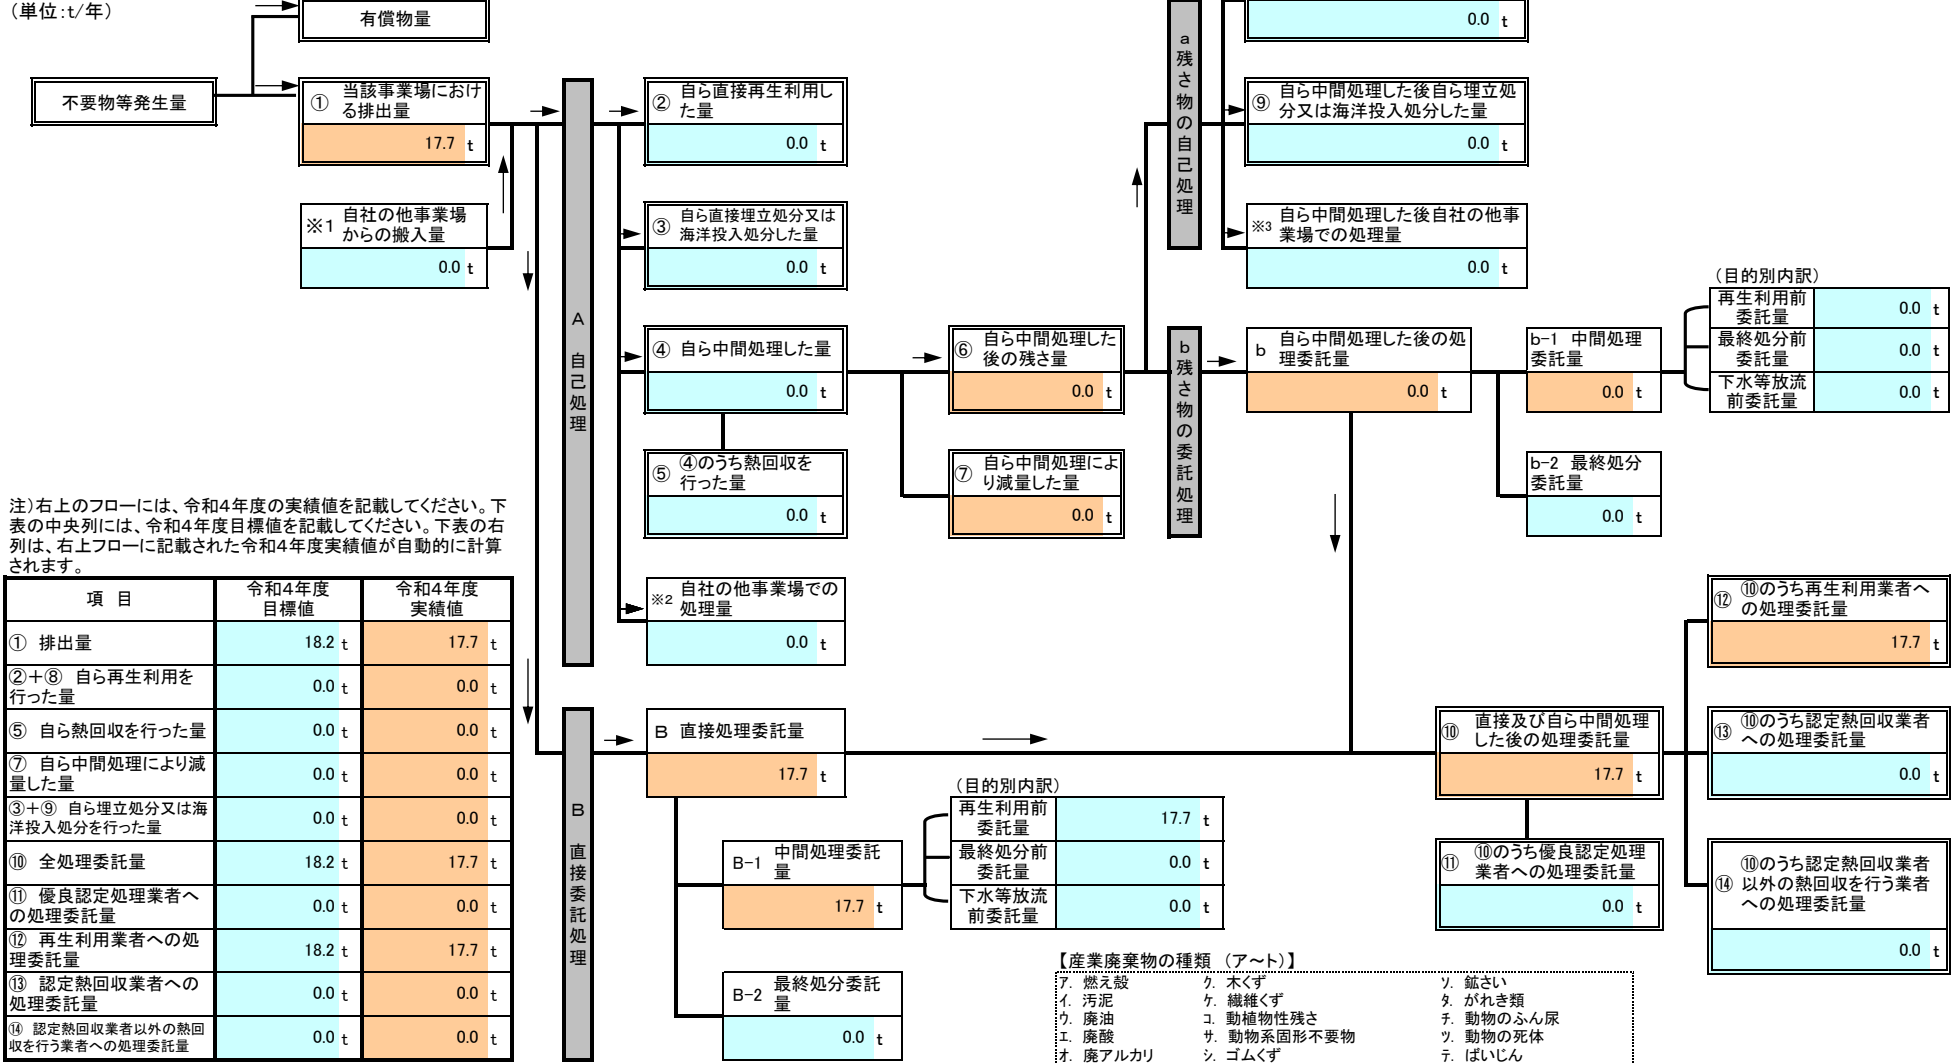 （単位:t/年）
有償物量
不要物等発生量
① 当該事業場におけ
る排出量
17.7 t
※1 自社の他事業場
からの搬入量
0.0 t
A 自己処理
② 自ら直接再生利用し
た量
0.0 t
③ 自ら直接埋立処分又は
海洋投入処分した量
0.0 t
④ 自ら中間処理した量
0.0 t
⑤ ④のうち熱回収を
行った量
0.0 t
※2 自社の他事業場での
処理量
0.0 t
⑥ 自ら中間処理した
後の残さ量
0.0 t
⑦ 自ら中間処理によ
り減量した量
0.0 t
a残さ物の自己処理
0.0 t
⑨ 自ら中間処理した後自ら埋立処
分又は海洋投入処分した量
0.0 t
※3 自ら中間処理した後自社の他事
業場での処理量
0.0 t
b残さ物の委託処理
b 自ら中間処理した後の処
理委託量
0.0 t
b-1 中間処理
委託量
0.0 t
b-2 最終処分
委託量
0.0 t
（目的別内訳）
再生利用前
委託量
0.0 t
最終処分前
委託量
0.0 t
下水等放流
前委託量
0.0 t
注）右上のフローには、令和４年度の実績値を記載してください。下
表の中央列には、令和４年度目標値を記載してください。下表の右
列は、右上フローに記載された令和４年度実績値が自動的に計算
されます。
項 目
令和４年度
目標値
令和４年度
実績値
① 排出量 18.2 t 17.7 t
②＋⑧ 自ら再生利用を
行った量
0.0 t 0.0 t
⑤ 自ら熱回収を行った量 0.0 t 0.0 t
⑦ 自ら中間処理により減
量した量
0.0 t 0.0 t
③＋⑨ 自ら埋立処分又は海
洋投入処分を行った量
0.0 t 0.0 t
⑩ 全処理委託量 18.2 t 17.7 t
⑪ 優良認定処理業者へ
の処理委託量
0.0 t 0.0 t
⑫ 再生利用業者への処
理委託量
18.2 t 17.7 t
⑬ 認定熱回収業者への
処理委託量
0.0 t 0.0 t
⑭ 認定熱回収業者以外の熱回
収を行う業者への処理委託量
0.0 t 0.0 t
B 直接委託処理
B 直接処理委託量
17.7 t
B-1 中間処理委託
量
17.7 t
B-2 最終処分委託
量
0.0 t
（目的別内訳）
再生利用前
委託量
17.7 t
最終処分前
委託量
0.0 t
下水等放流
前委託量
0.0 t
⑩ 直接及び自ら中間処理
した後の処理委託量
17.7 t
⑪ ⑩のうち優良認定処理
業者への処理委託量
0.0 t
⑫ ⑩のうち再生利用業者へ
の処理委託量
17.7 t
⑬ ⑩のうち認定熱回収業者
への処理委託量
0.0 t
⑭ ⑩のうち認定熱回収業者
以外の熱回収を行う業者
への処理委託量
0.0 t
【産業廃棄物の種類 （ア～ト）】
ア. 燃え殻 ク. 木くず ソ. 鉱さい
イ. 汚泥 ケ. 繊維くず タ. がれき類
ウ. 廃油 コ. 動植物性残さ チ. 動物のふん尿
エ. 廃酸 サ. 動物系固形不要物 ツ. 動物の死体
オ. 廃アルカリ シ. ゴムくず テ. ばいじん